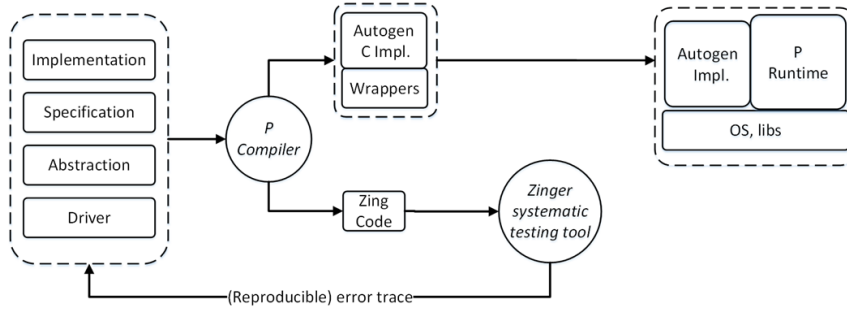 Implementation
Specification
Abstraction
Driver
P
Compiler
Autogen
C Impl.
Wrappers
Zing
Code
Zinger
systematic
testing tool
Autogen
Impl.
P
Runtime
OS, libs
(Reproducible) error trace